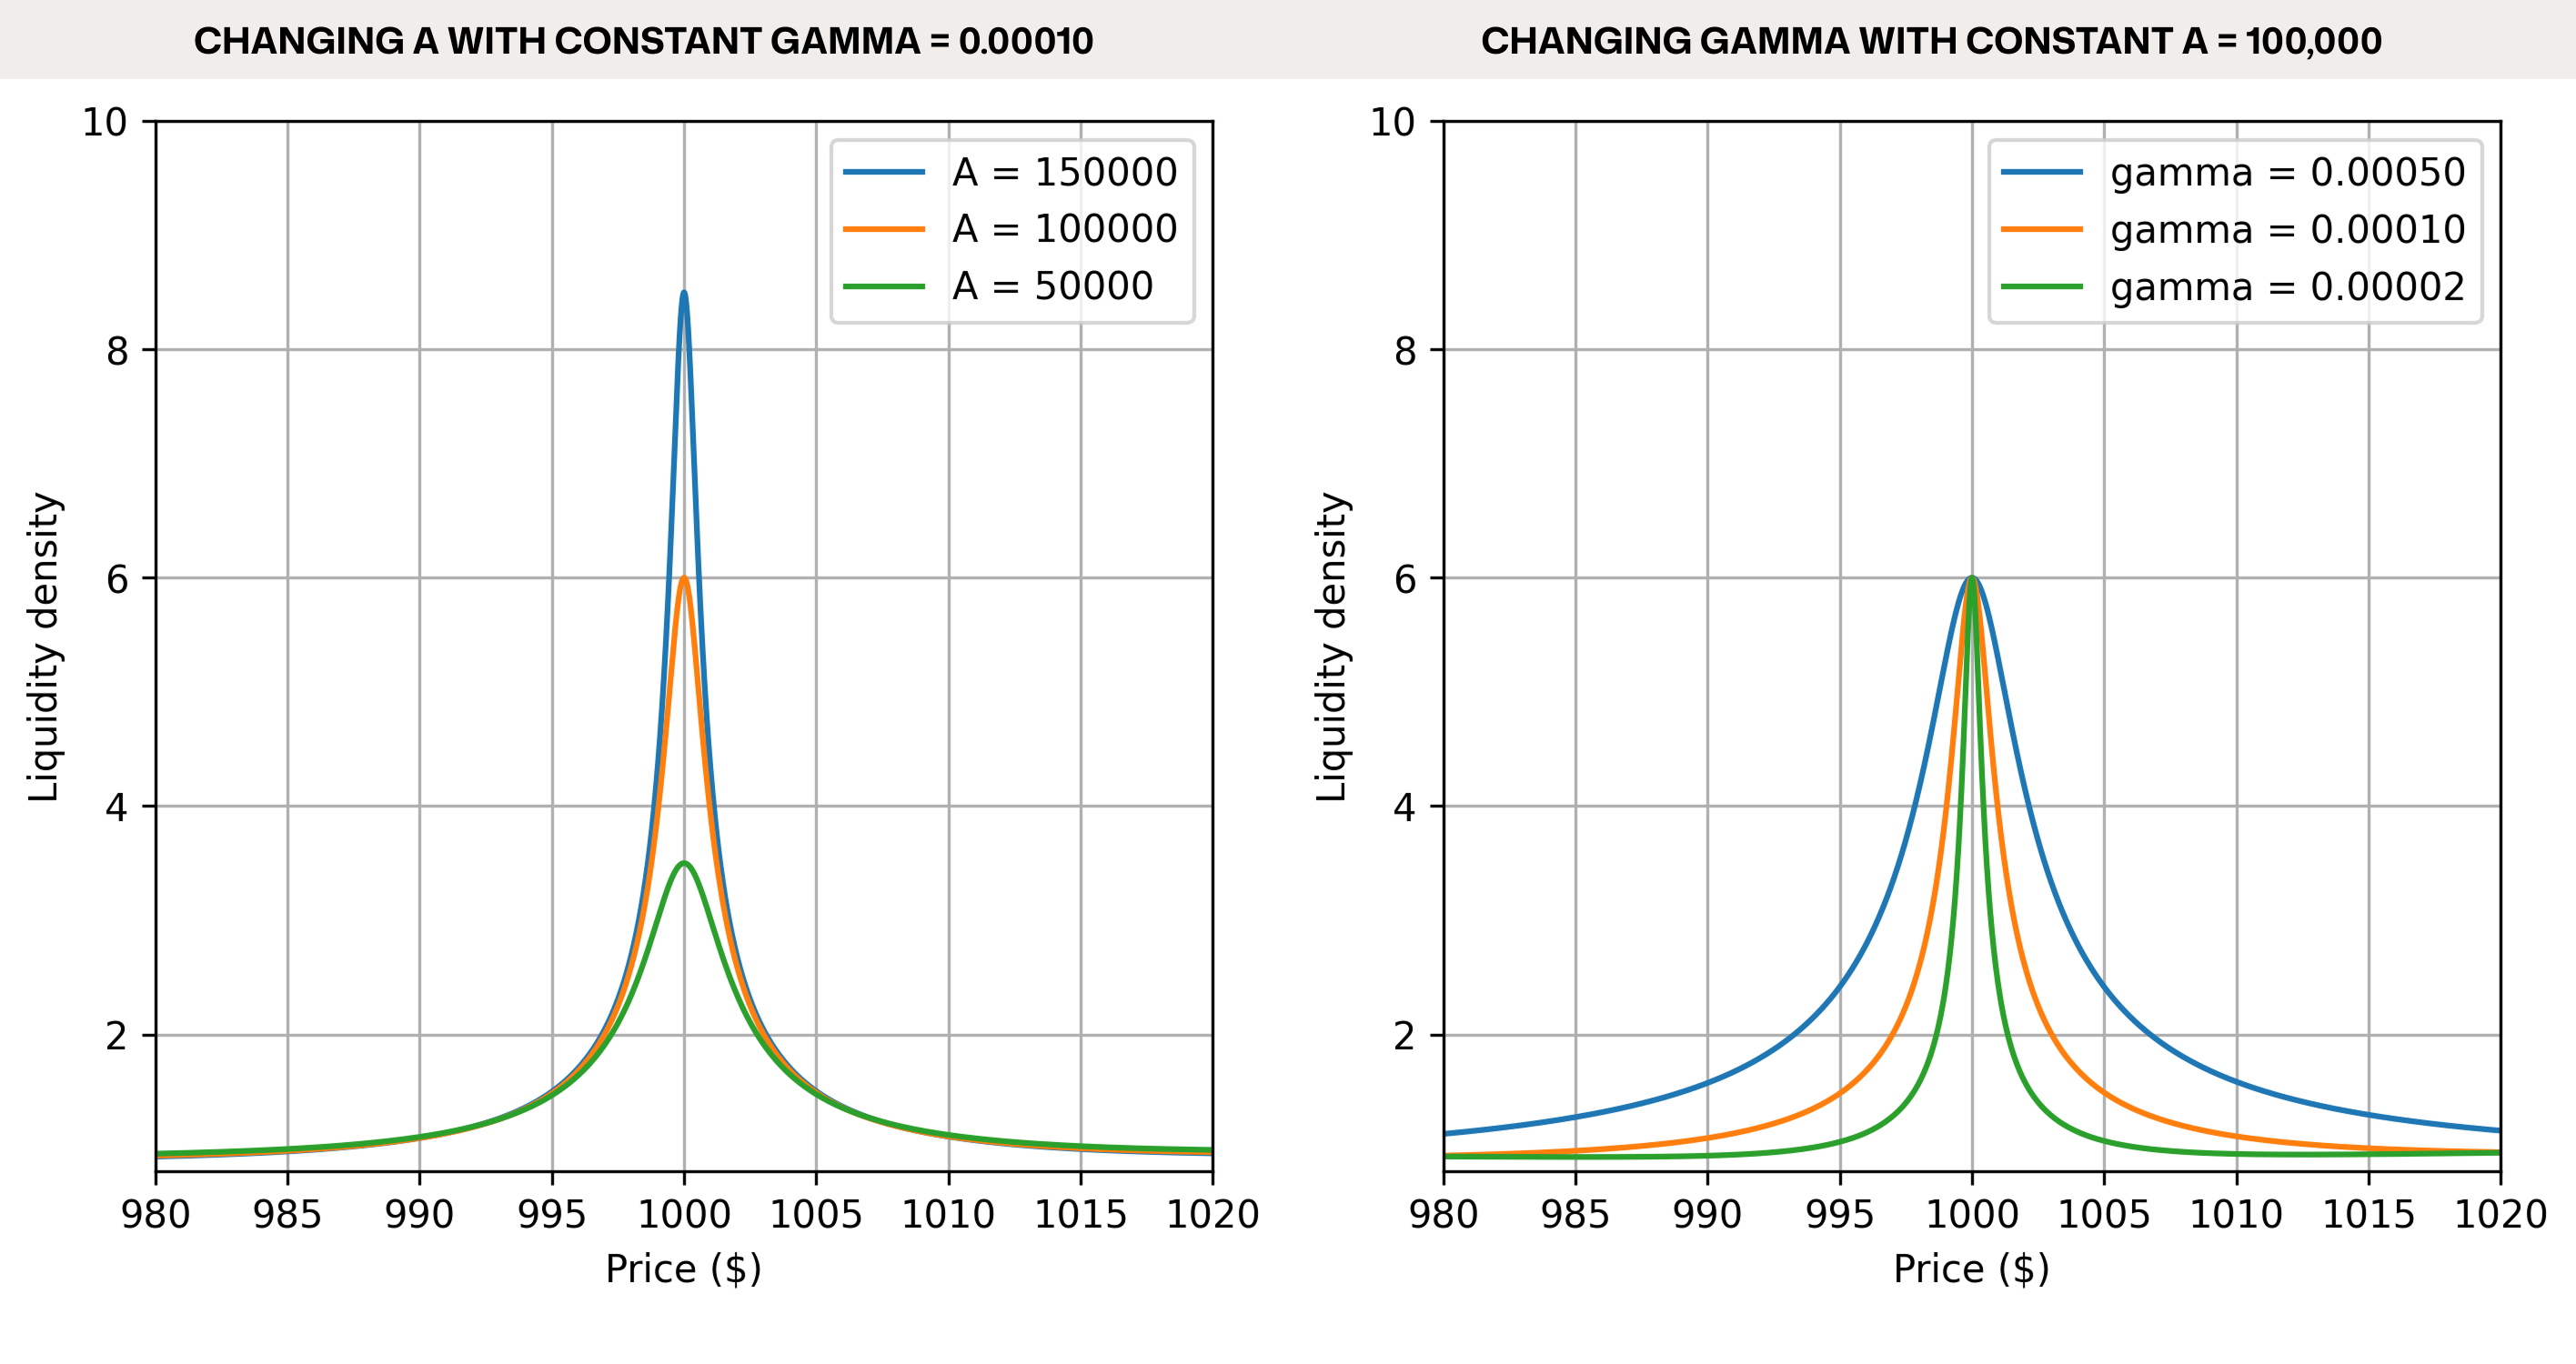 CHANGING A WITH CONSTANT GAMMA = 0.00010
10
8
6
4
2
Liquidity density
A = 150000
A = 100000
A = 50000
980 985 990 995 1000 1005 1010 1015 1020
Price ($)
CHANGING GAMMA WITH CONSTANT A = 100,000
10
8
6
4
2
Liquidity density
gamma = 0.00050
gamma = 0.00010
gamma = 0.00002
980 985 990 995 1000 1005 1010 1015 1020
Price ($)